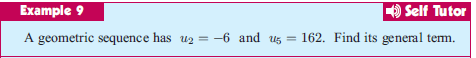 Example 9
Self Tutor
A geometric sequence has u₂ = −6 and u₅ = 162. Find its general term.